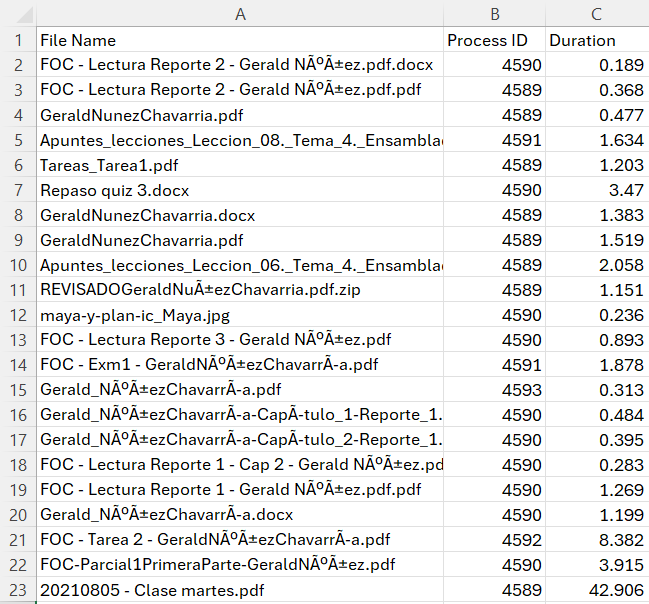 A B C
1 File Name Process ID Duration
2 FOC - Lectura Reporte 2 - Gerald NÃºÃ±ez.pdf.docx 4590 0.189
3 FOC - Lectura Reporte 2 - Gerald NÃºÃ±ez.pdf.pdf 4589 0.368
4 GeraldNunezChavarria.pdf 4589 0.477
5 Apuntes_lecciones_Leccion_08._Tema_4._Ensambla 4591 1.634
6 Tareas_Tarea1.pdf 4589 1.203
7 Repaso quiz 3.docx 4590 3.47
8 GeraldNunezChavarria.docx 4589 1.383
9 GeraldNunezChavarria.pdf 4589 1.519
10 Apuntes_lecciones_Leccion_06._Tema_4._Ensambla 4589 2.058
11 REVISADOGeraldNuÃ±ezChavarria.pdf.zip 4589 1.151
12 maya-y-plan-ic_Maya.jpg 4590 0.236
13 FOC - Lectura Reporte 3 - Gerald NÃºÃ±ez.pdf 4590 0.893
14 FOC - Exm1 - GeraldNÃºÃ±ezChavarrÃ-a.pdf 4591 1.878
15 Gerald_NÃºÃ±ezChavarrÃ-a.pdf 4593 0.313
16 Gerald_NÃºÃ±ezChavarrÃ-a-CapÃ-tulo_1-Reporte_1. 4590 0.484
17 Gerald_NÃºÃ±ezChavarrÃ-a-CapÃ-tulo_2-Reporte_1. 4590 0.395
18 FOC - Lectura Reporte 1 - Cap 2 - Gerald NÃºÃ±ez.pd 4590 0.283
19 FOC - Lectura Reporte 1 - Gerald NÃºÃ±ez.pdf.pdf 4590 1.269
20 Gerald_NÃºÃ±ezChavarrÃ-a.docx 4590 1.199
21 FOC - Tarea 2 - GeraldNÃºÃ±ezChavarrÃ-a.pdf 4592 8.382
22 FOC-Parcial1PrimeraParte-GeraldNÃºÃ±ez.pdf 4590 3.915
23 20210805 - Clase martes.pdf 4589 42.906